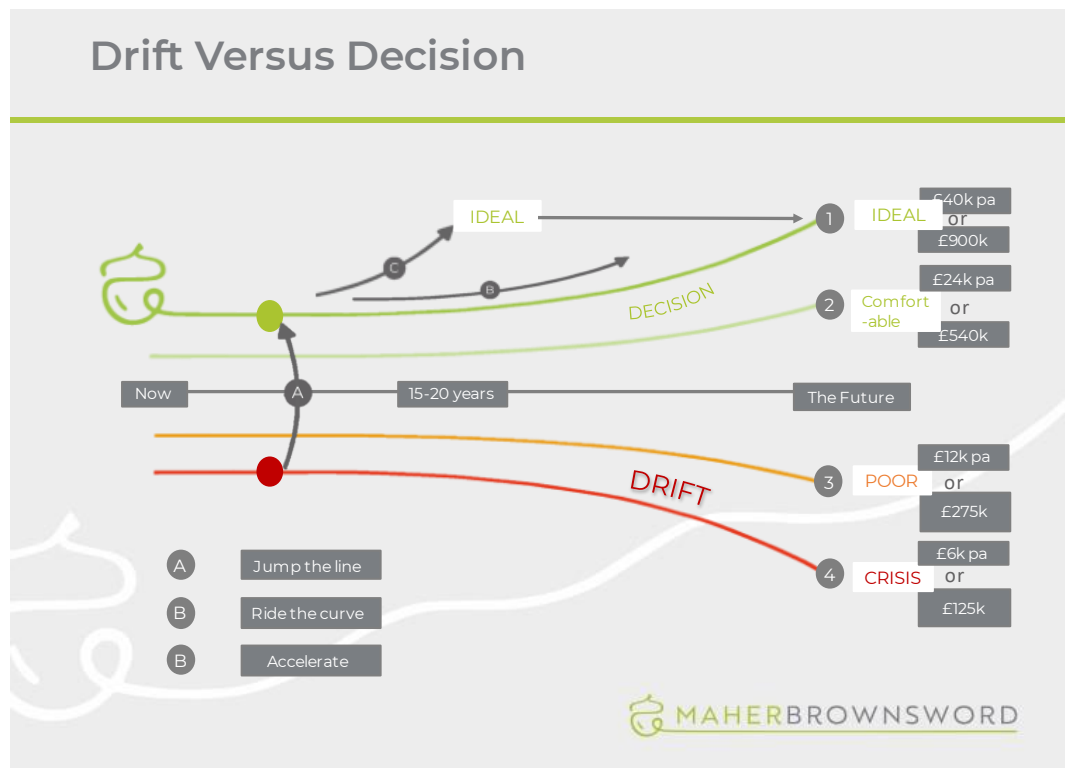 Drift Versus Decision
£40k pa
IDEAL
1
IDEAL
or
£900k
C
B
£24k pa
DECISION
2
Comfort
-able
or
£540k
Now
A
15-20 years
The Future
£12k pa
DRIFT
3
POOR
or
£275k
£6k pa
4
CRISIS
or
£125k
A
Jump the line
B
Ride the curve
B
Accelerate
MAHERBROWNSWORD